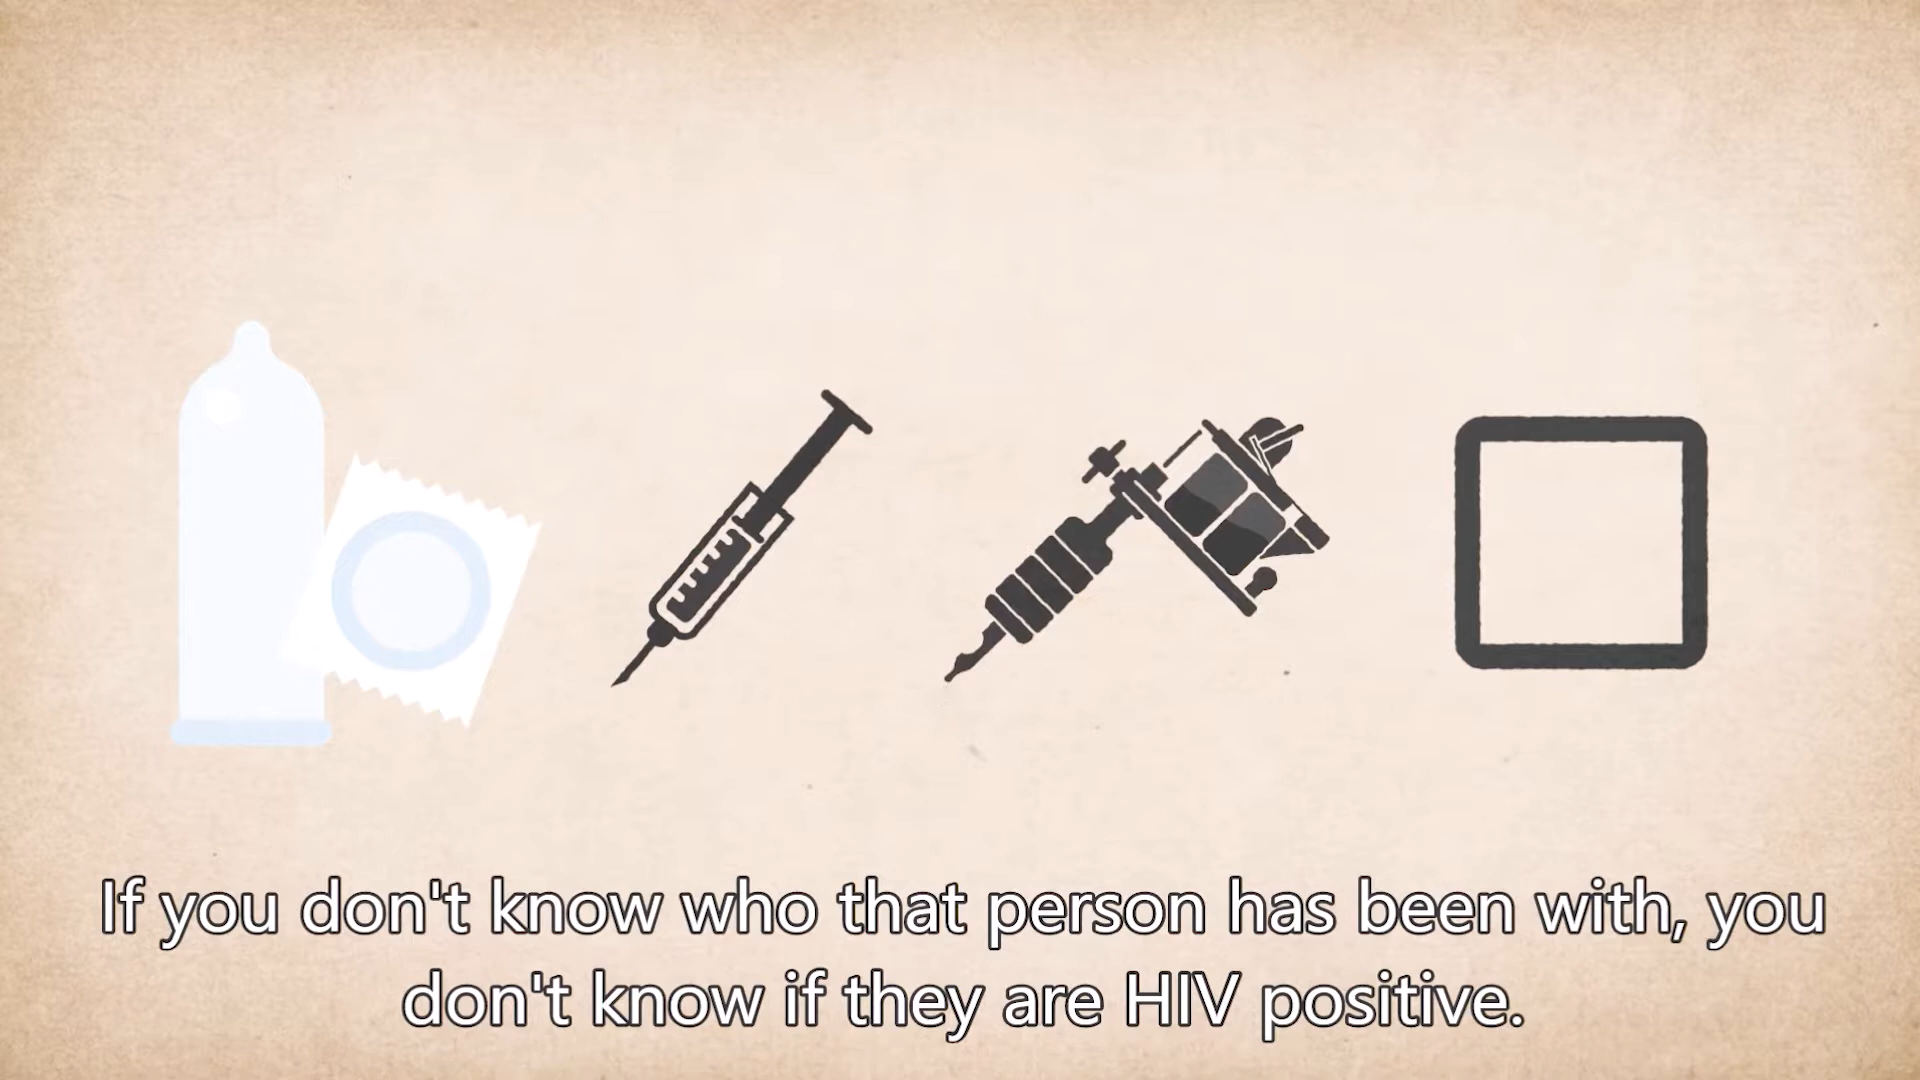 If you don't know who that person has been with, you
don't know if they are HIV positive.